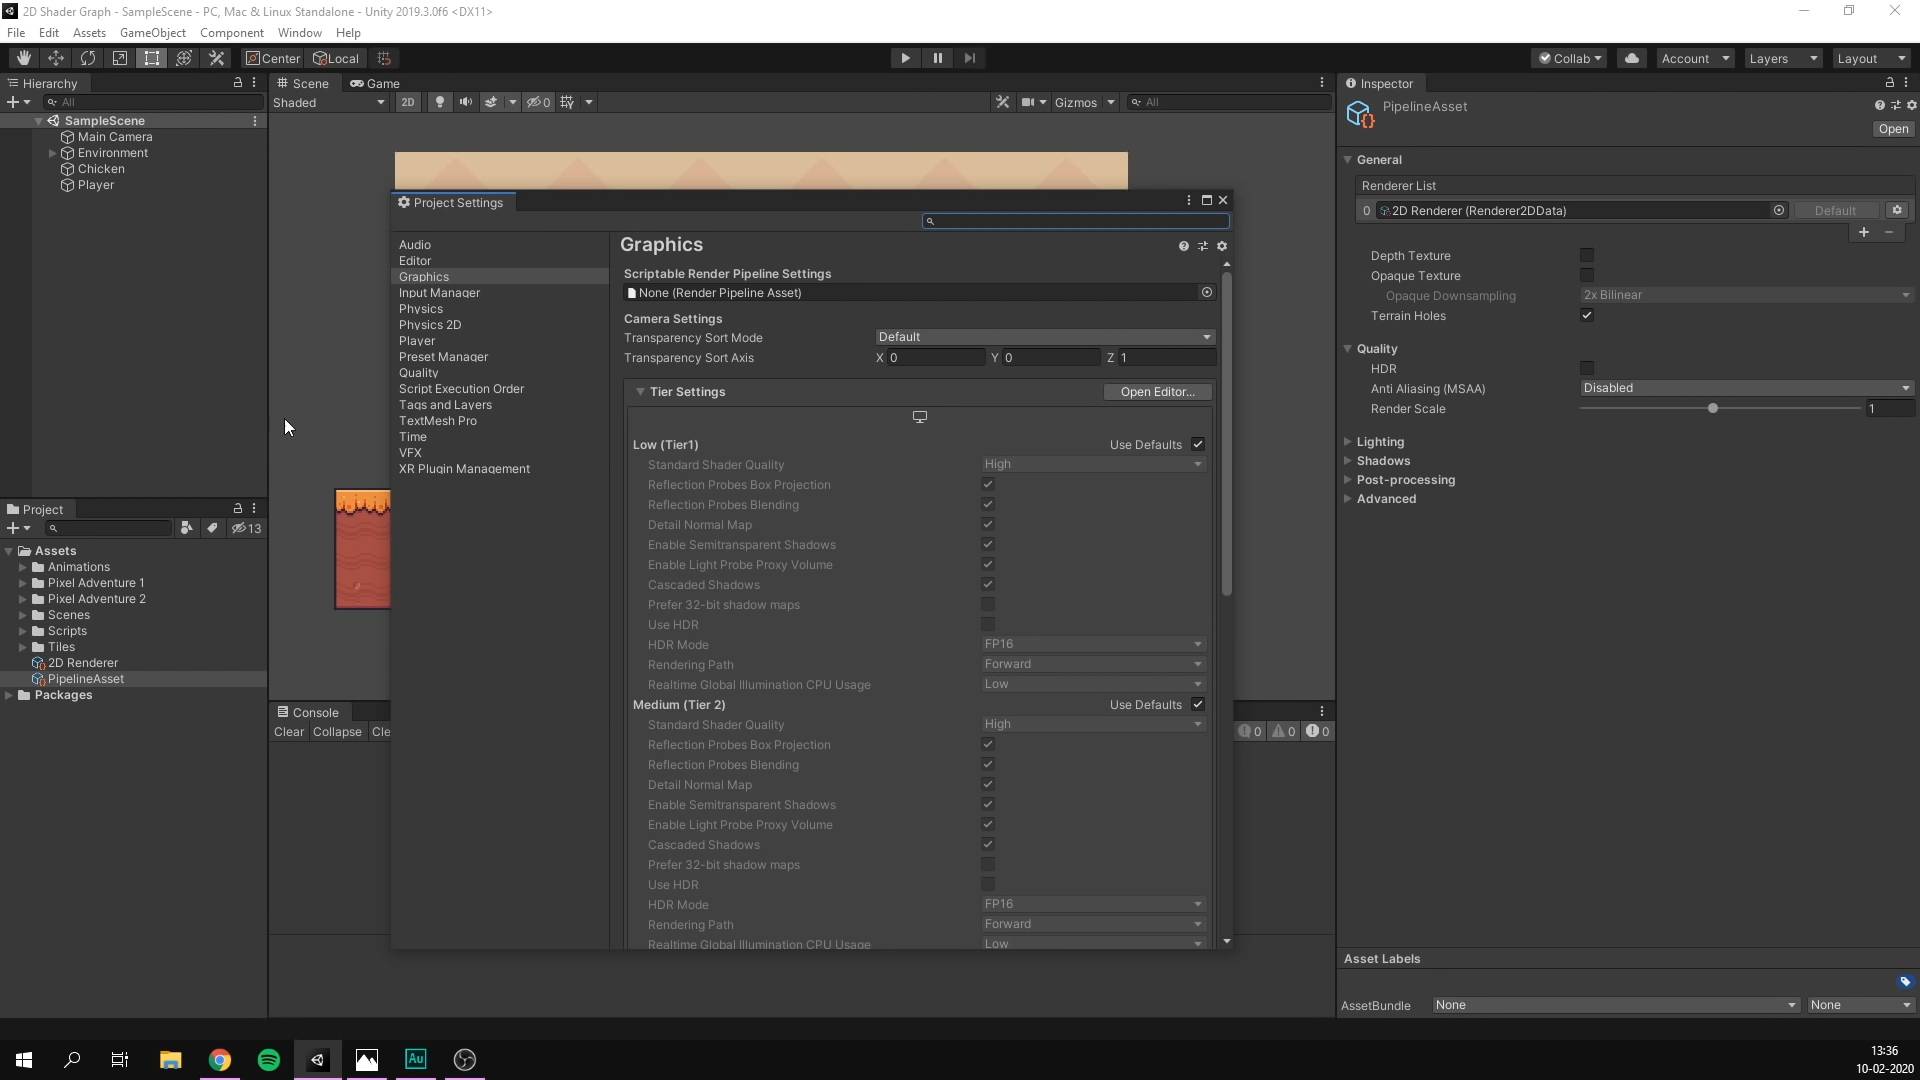 2D Shader Graph - SampleScene - PC, Mac & Linux Standalone - Unity 2019.3.0f6 <DX11>
File Edit Assets GameObject Component Window Help
Center Local Collab Account Layers Layout
Hierarchy
All
SampleScene
Main Camera
Environment
Chicken
Player
Project
13
Assets
Animations
Pixel Adventure 1
Pixel Adventure 2
Scenes
Scripts
Tiles
2D Renderer
PipelineAsset
Packages
Scene Game
Shaded 2D 0 Gizmos All
Project Settings
Audio
Editor
Graphics
Input Manager
Physics
Physics 2D
Player
Preset Manager
Quality
Script Execution Order
Tags and Layers
TextMesh Pro
Time
VFX
XR Plugin Management
Graphics
Scriptable Render Pipeline Settings
None (Render Pipeline Asset)
Camera Settings
Transparency Sort Mode Default
Transparency Sort Axis X 0 Y 0 Z 1
Tier Settings Open Editor...
Low (Tier1) Use Defaults
Standard Shader Quality High
Reflection Probes Box Projection
Reflection Probes Blending
Detail Normal Map
Enable Semitransparent Shadows
Enable Light Probe Proxy Volume
Cascaded Shadows
Prefer 32-bit shadow maps
Use HDR
HDR Mode FP16
Rendering Path Forward
Realtime Global Illumination CPU Usage Low
Medium (Tier 2) Use Defaults
Standard Shader Quality High
Reflection Probes Box Projection
Reflection Probes Blending
Detail Normal Map
Enable Semitransparent Shadows
Enable Light Probe Proxy Volume
Cascaded Shadows
Prefer 32-bit shadow maps
Use HDR
HDR Mode FP16
Rendering Path Forward
Realtime Global Illumination CPU Usage Low
Console
Clear Collapse Cle 0 0 0
Inspector
PipelineAsset
Open
General
Renderer List
0 2D Renderer (Renderer2DData) Default
+ −
Depth Texture
Opaque Texture
Opaque Downsampling 2x Bilinear
Terrain Holes
Quality
HDR
Anti Aliasing (MSAA) Disabled
Render Scale 1
Lighting
Shadows
Post-processing
Advanced
Asset Labels
AssetBundle None None
Au
13:36
10-02-2020